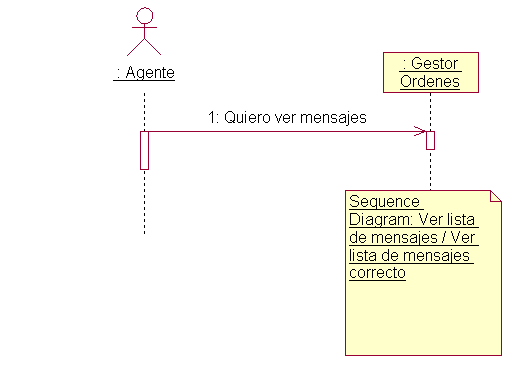 : Agente
: Gestor
Ordenes
1: Quiero ver mensajes
Sequence
Diagram: Ver lista
de mensajes / Ver
lista de mensajes
correcto